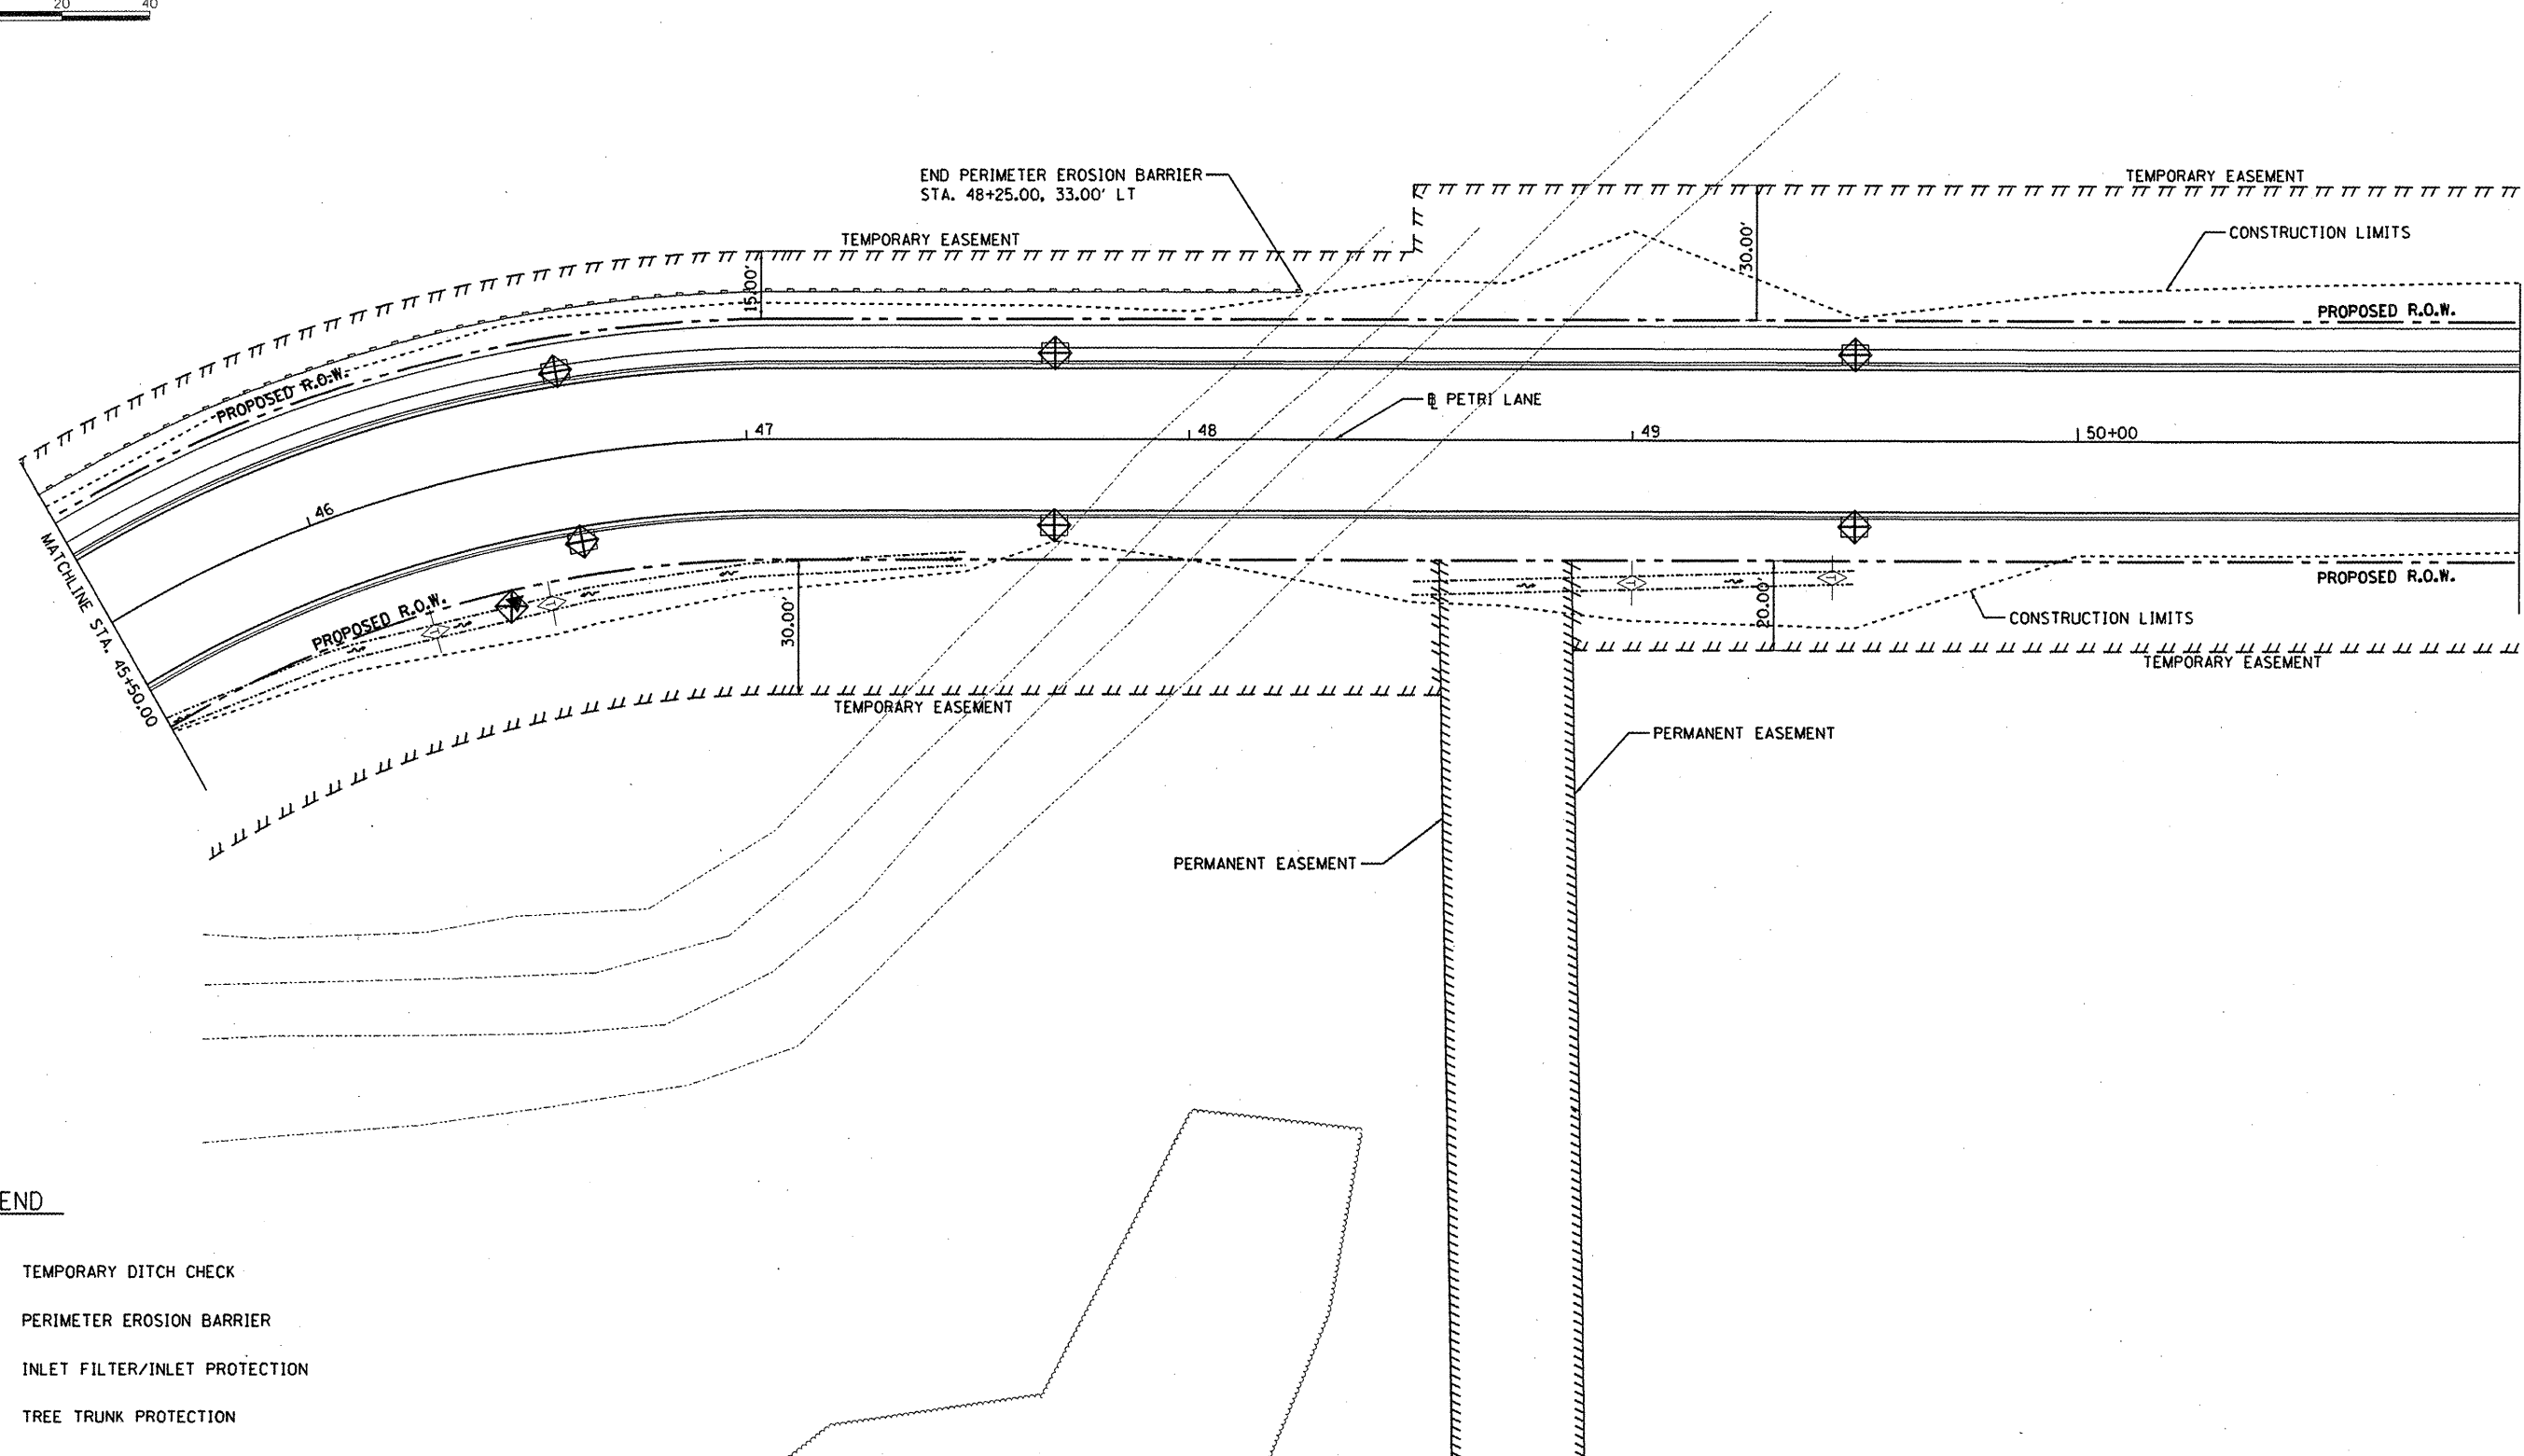 20 40
END PERIMETER EROSION BARRIER
STA. 48+25.00, 33.00' LT
TEMPORARY EASEMENT
TEMPORARY EASEMENT
CONSTRUCTION LIMITS
30.00'
15.00'
PROPOSED R.O.W.
PROPOSED R.O.W.
℄ PETRI LANE
46
47
48
49
50+00
MATCHLINE STA. 45+50.00
PROPOSED R.O.W.
PROPOSED R.O.W.
30.00'
20.00'
CONSTRUCTION LIMITS
TEMPORARY EASEMENT
TEMPORARY EASEMENT
PERMANENT EASEMENT
PERMANENT EASEMENT
END
TEMPORARY DITCH CHECK
PERIMETER EROSION BARRIER
INLET FILTER/INLET PROTECTION
TREE TRUNK PROTECTION